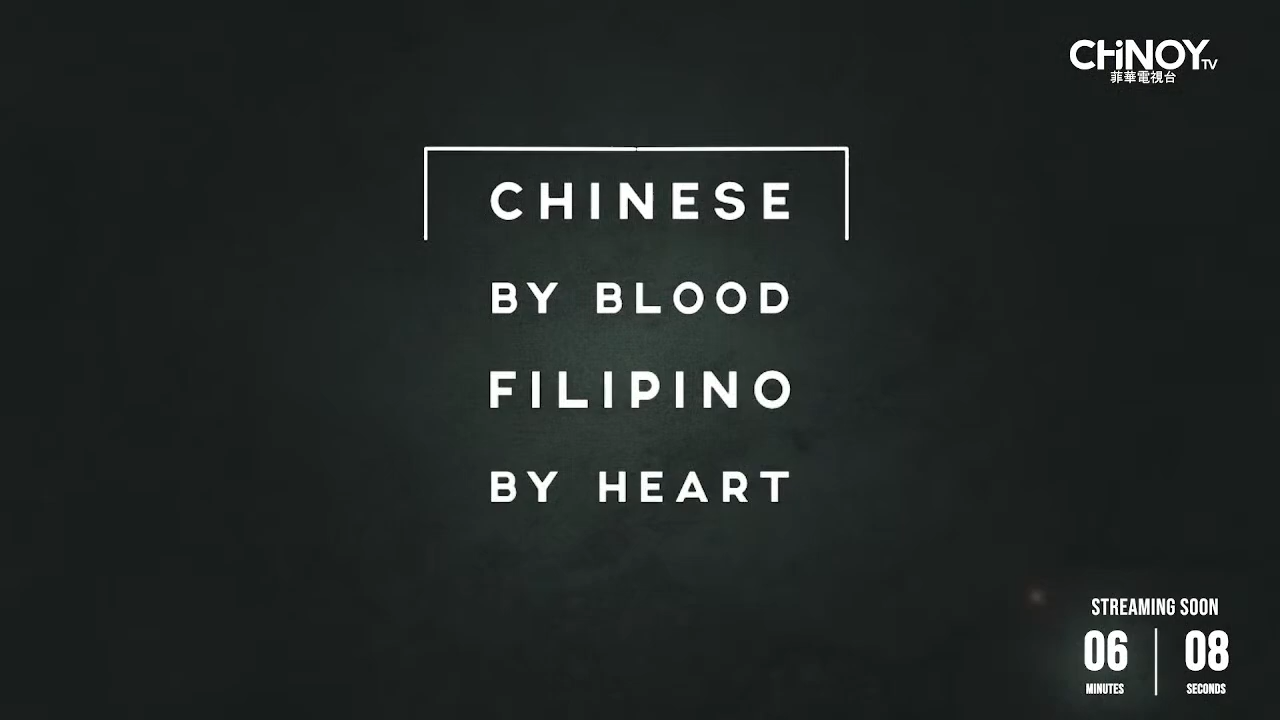 CHiNOY TV
菲華電視台
CHINESE
BY BLOOD
FILIPINO
BY HEART
STREAMING SOON
06 08
MINUTES SECONDS